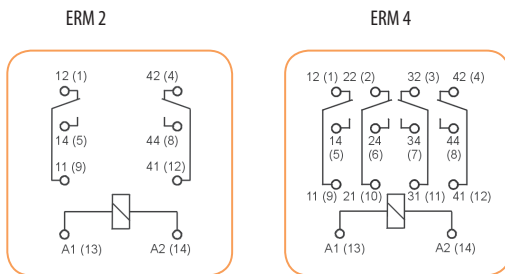 ERM 2
12 (1) 42 (4)
14 (5) 44 (8)
11 (9) 41 (12)
A1 (13) A2 (14)
ERM 4
12 (1) 22 (2) 32 (3) 42 (4)
14 24 34 44
(5) (6) (7) (8)
11 (9) 21 (10) 31 (11) 41 (12)
A1 (13) A2 (14)